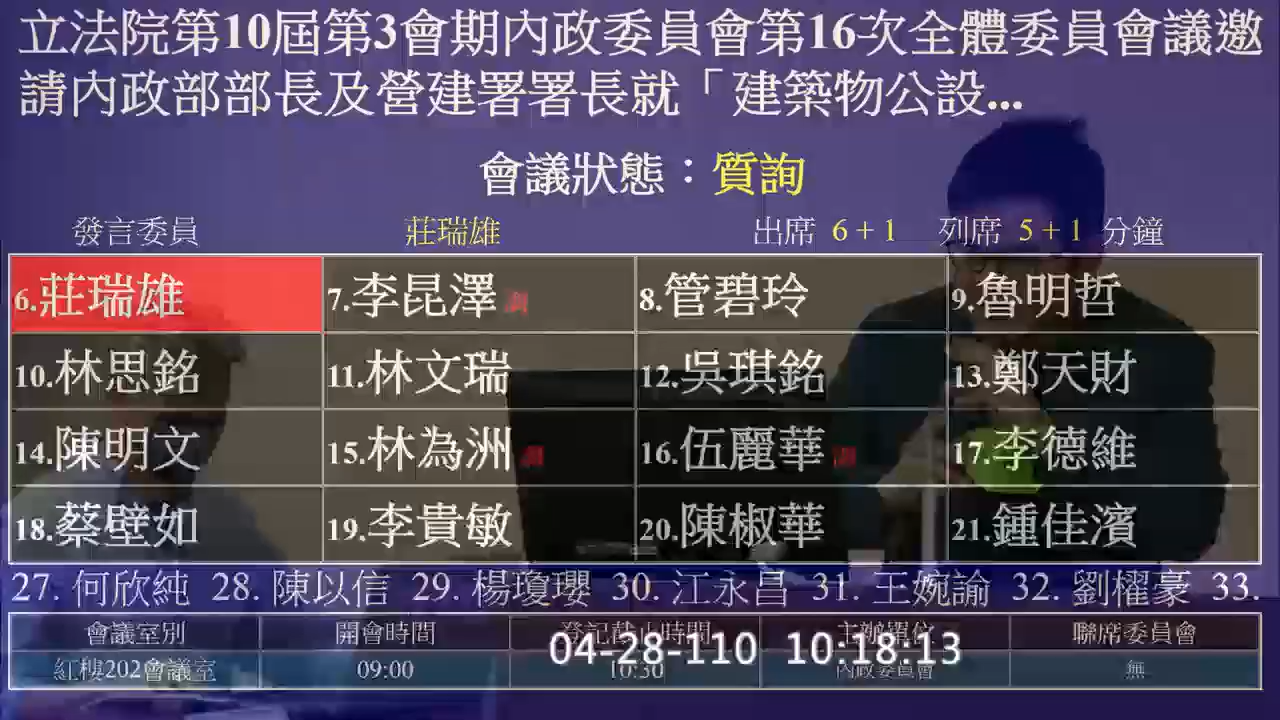 立法院第10屆第3會期內政委員會第16次全體委員會議邀
請內政部部長及營建署署長就「建築物公設...
會議狀態：質詢
發言委員 莊瑞雄 出席 6+1 列席 5+1 分鐘
6.莊瑞雄 7.李昆澤 8.管碧玲 9.魯明哲
10.林思銘 11.林文瑞 12.吳琪銘 13.鄭天財
14.陳明文 15.林為洲 16.伍麗華 17.李德維
18.蔡壁如 19.李貴敏 20.陳椒華 21.鍾佳濱
27. 何欣純 28. 陳以信 29. 楊瓊瓔 30. 江永昌 31. 王婉諭 32. 劉櫂豪 33.
會議室別 開會時間 登記截止時間 主辦單位 聯席委員會
04-28-110 10:18:13
紅樓202會議室 09:00 10:30 內政委員會 無